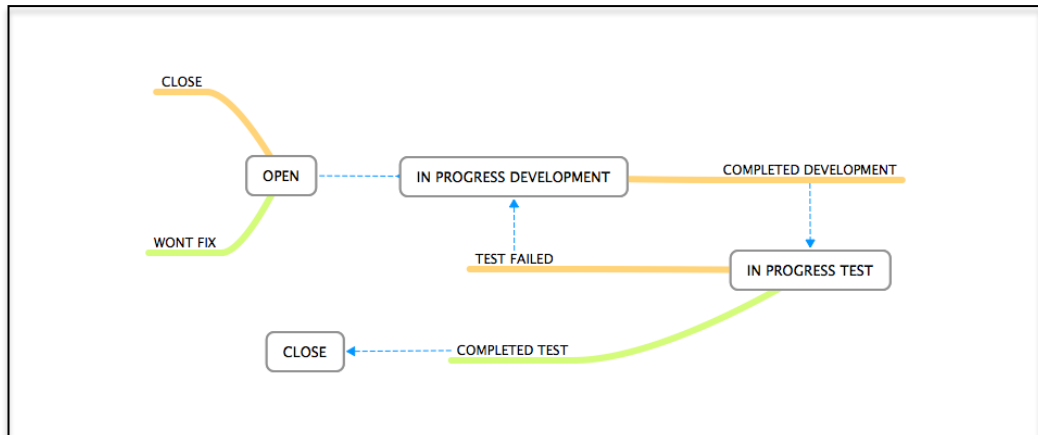 CLOSE
OPEN
IN PROGRESS DEVELOPMENT
COMPLETED DEVELOPMENT
WONT FIX
TEST FAILED
IN PROGRESS TEST
CLOSE
COMPLETED TEST